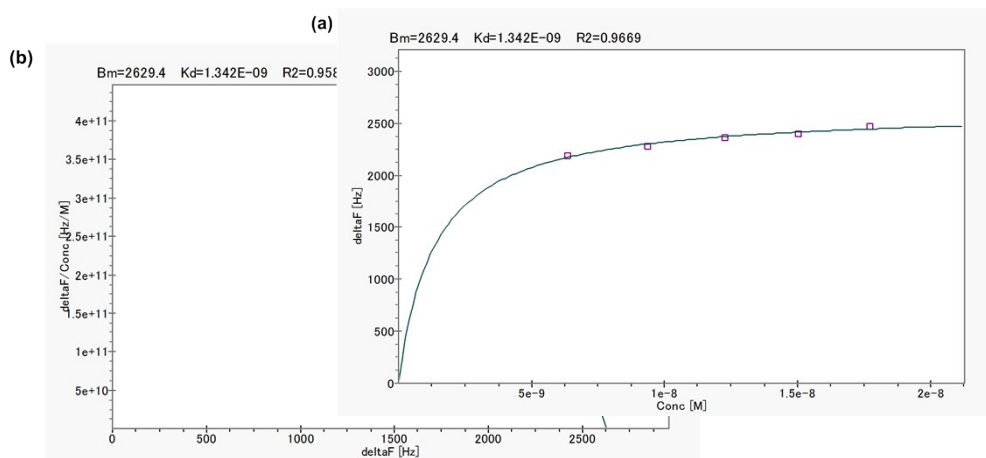 (a)
Bm=2629.4 Kd=1.342E-09 R2=0.9669
3000
2500
2000
1500
1000
500
0
deltaF [Hz]
5e-9 1e-8 1.5e-8 2e-8
Conc [M]
(b)
Bm=2629.4 Kd=1.342E-09 R2=0.958
4e+11
3.5e+11
3e+11
2.5e+11
2e+11
1.5e+11
1e+11
5e+10
deltaF/Conc [Hz/M]
0 500 1000 1500 2000 2500
deltaF [Hz]